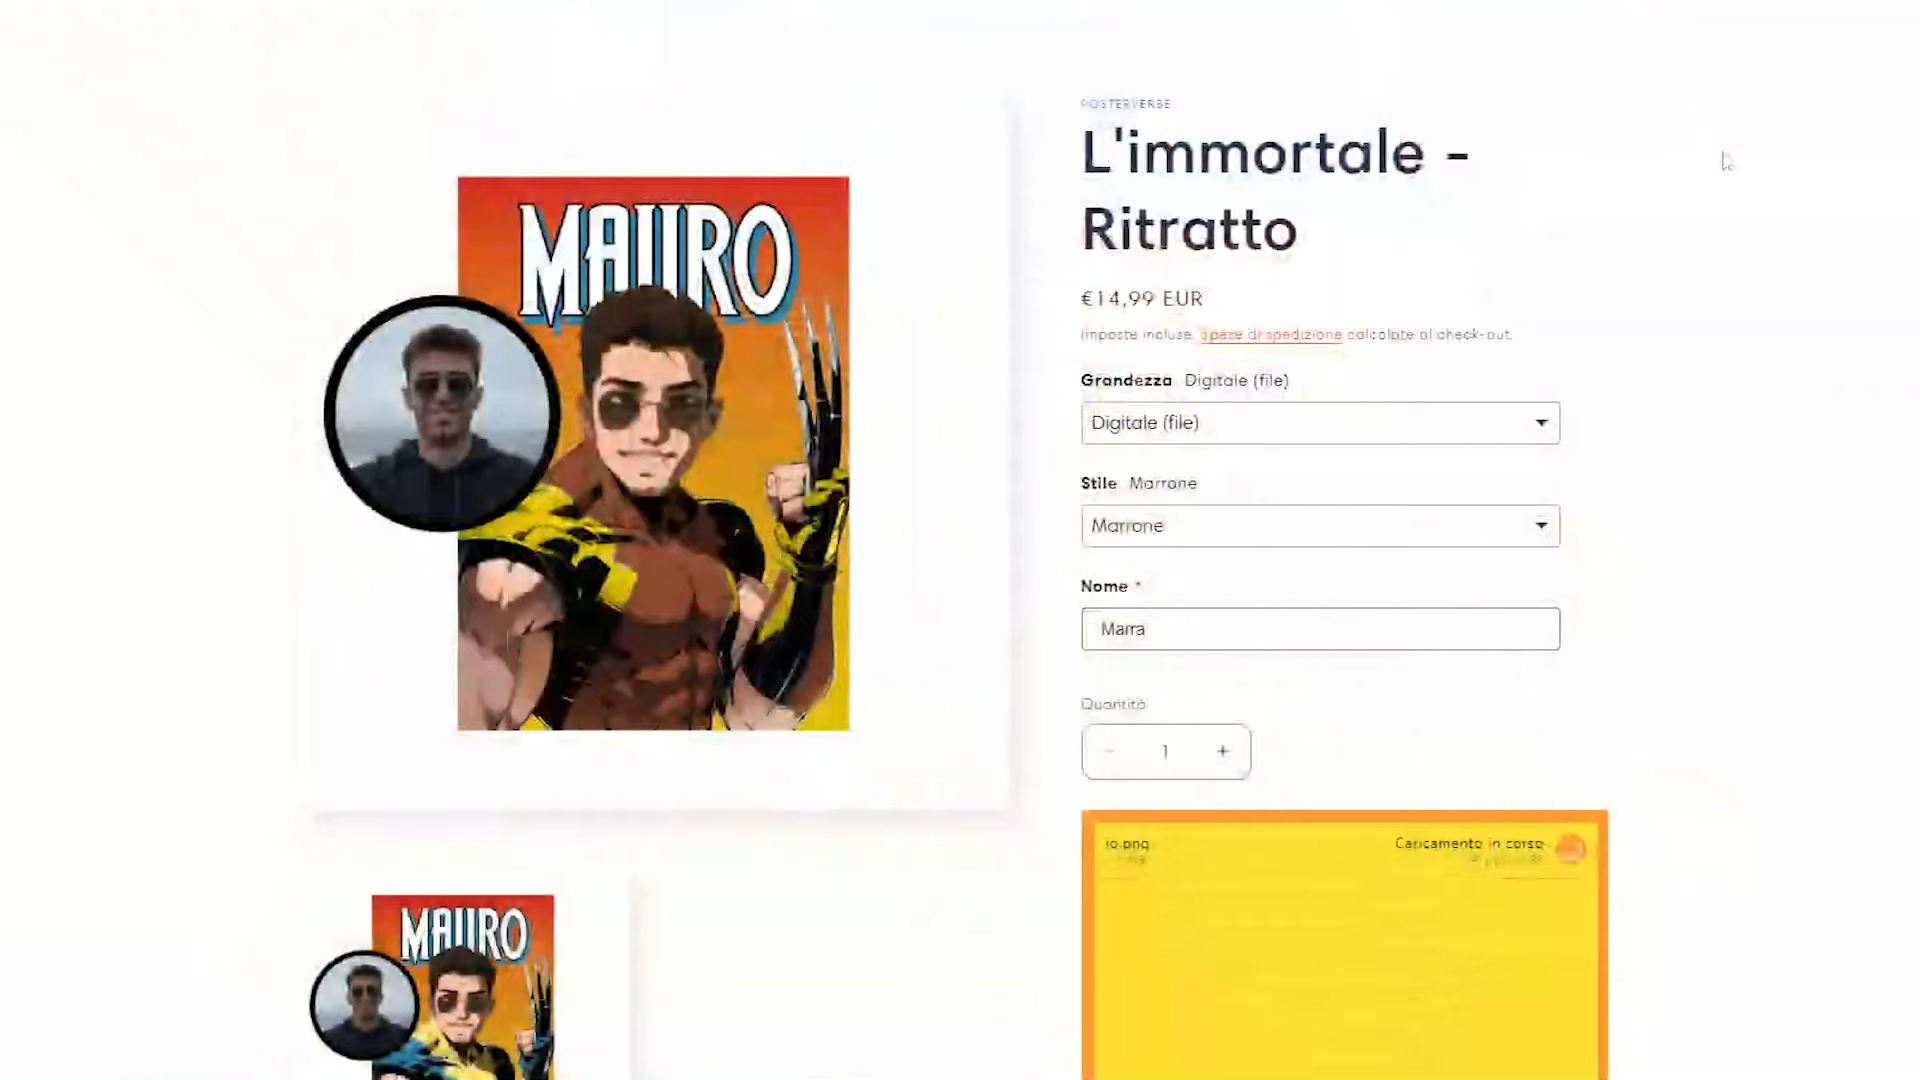 POSTERVERSE
L'immortale -
Ritratto
€14,99 EUR
Imposte incluse. spese di spedizione calcolate al check-out.
Grandezza Digitale (file)
Digitale (file)
Stile Marrone
Marrone
Nome *
Marra
Quantità
− 1 +
io.png
Caricamento in corso
MAURO
MAURO